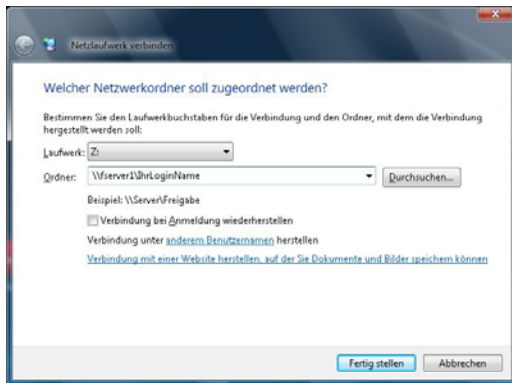 Netzlaufwerk verbinden
Welcher Netzwerkordner soll zugeordnet werden?
Bestimmen Sie den Laufwerkbuchstaben für die Verbindung und den Ordner, mit dem die Verbindung
hergestellt werden soll:
Laufwerk: Z:
Ordner: \\fserver1\IhrLoginName Durchsuchen...
Beispiel: \\Server\Freigabe
Verbindung bei Anmeldung wiederherstellen
Verbindung unter anderem Benutzernamen herstellen
Verbindung mit einer Website herstellen, auf der Sie Dokumente und Bilder speichern können
Fertig stellen Abbrechen